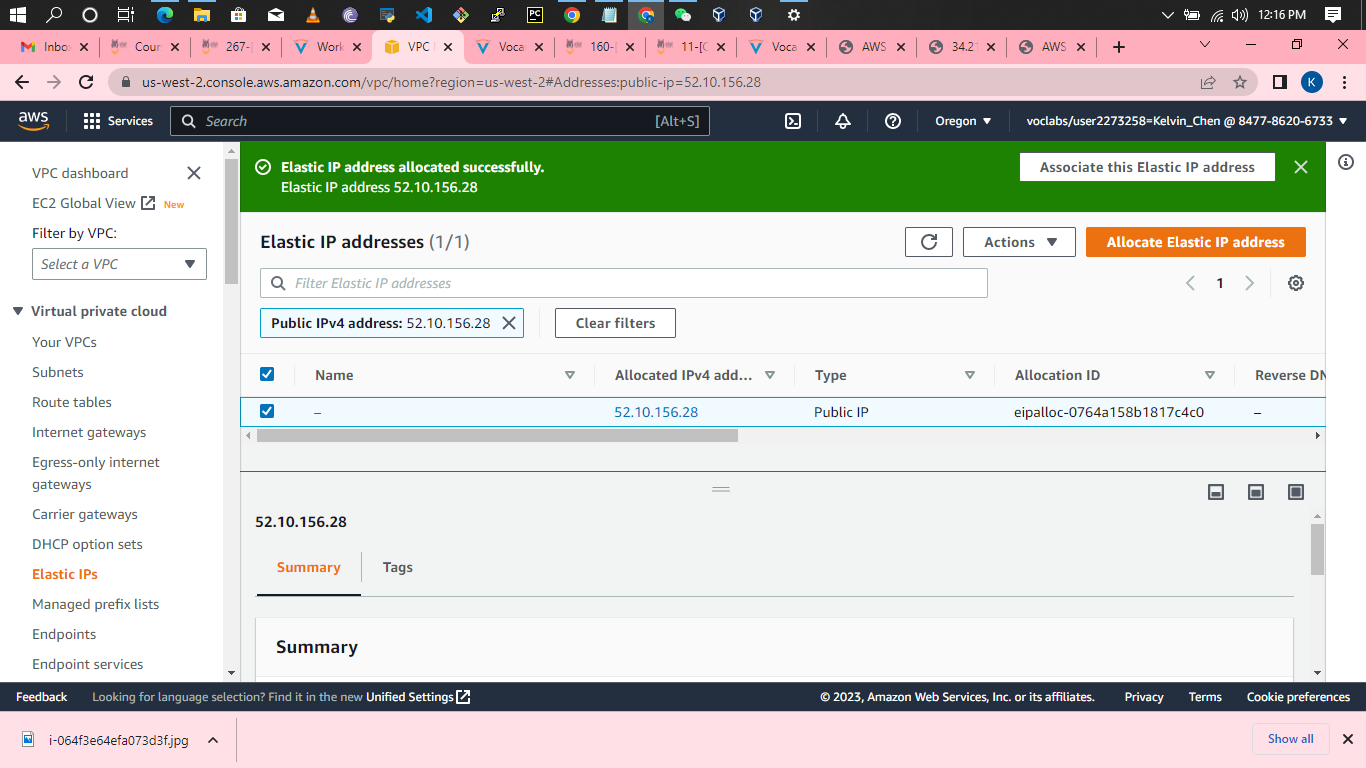 12:16 PM
Inbox
Cour
267-[
Work
VPC
Voca
160-[
11-[C
Voca
AWS
34.21
AWS
us-west-2.console.aws.amazon.com/vpc/home?region=us-west-2#Addresses:public-ip=52.10.156.28
K
aws
Services
Search
[Alt+S]
Oregon
voclabs/user2273258=Kelvin_Chen @ 8477-8620-6733
VPC dashboard
EC2 Global View New
Filter by VPC:
Select a VPC
Virtual private cloud
Your VPCs
Subnets
Route tables
Internet gateways
Egress-only internet
gateways
Carrier gateways
DHCP option sets
Elastic IPs
Managed prefix lists
Endpoints
Endpoint services
Elastic IP address allocated successfully.
Elastic IP address 52.10.156.28
Associate this Elastic IP address
Elastic IP addresses (1/1)
Actions
Allocate Elastic IP address
Filter Elastic IP addresses
1
Public IPv4 address: 52.10.156.28
Clear filters
Name
Allocated IPv4 add...
Type
Allocation ID
Reverse DN
–
52.10.156.28
Public IP
eipalloc-0764a158b1817c4c0
–
52.10.156.28
Summary
Tags
Summary
Feedback
Looking for language selection? Find it in the new Unified Settings
© 2023, Amazon Web Services, Inc. or its affiliates.
Privacy
Terms
Cookie preferences
i-064f3e64efa073d3f.jpg
Show all